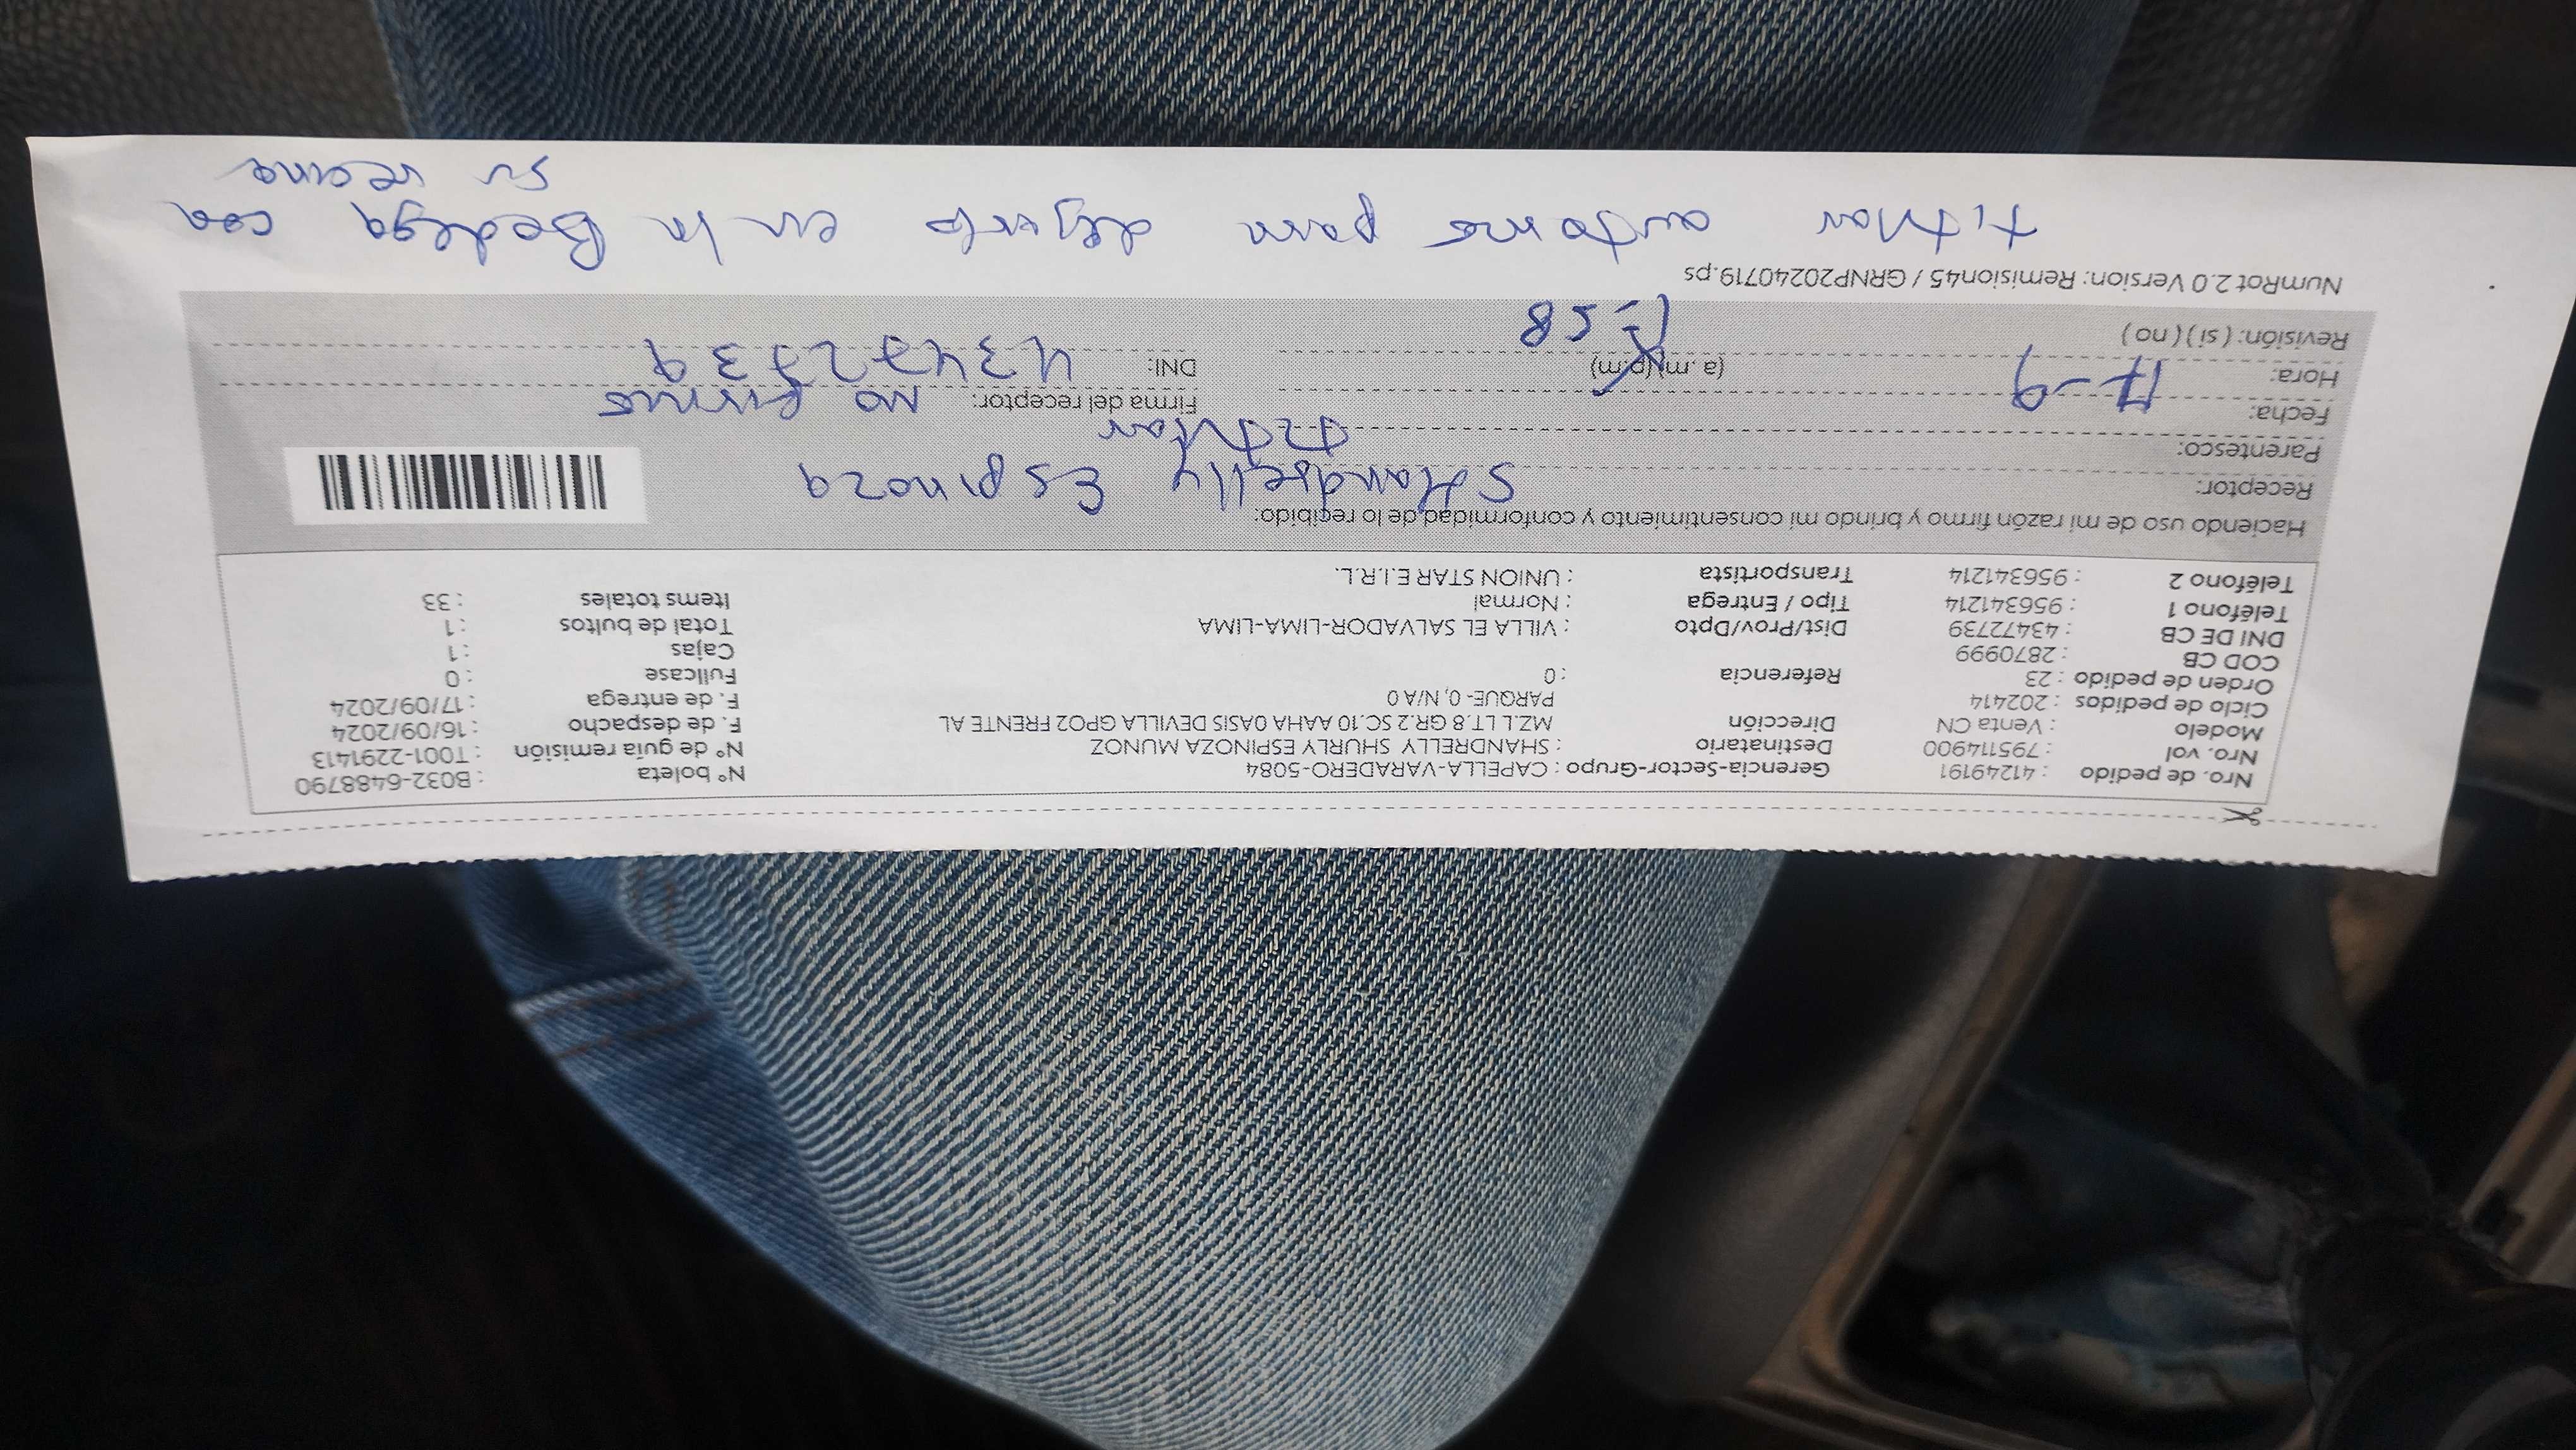 Nro. de pedido : 41249191 Gerencia-Sector-Grupo : CAPELLA-VARADERO-5084 N° boleta : B032-6488790
Nro. vol : 795114900 Destinatario : SHANDRELLY SHURLY ESPINOZA MUNOZ N° de guía remisión : T001-2291413
Modelo : Venta CN Dirección MZ.L LT.8 GR.2 SC.10 AAHA OASIS DEVILLA GPO2 FRENTE AL F. de despacho : 16/09/2024
Ciclo de pedidos : 202414 PARQUE- 0, N/A 0 F. de entrega : 17/09/2024
Orden de pedido : 23 Referencia : 0 Fullcase : 0
COD CB : 2870999 Cajas : 1
DNI DE CB : 43472739 Dist/Prov/Dpto : VILLA EL SALVADOR-LIMA-LIMA Total de bultos : 1
Teléfono 1 : 956341214 Tipo / Entrega : Normal Items totales : 33
Teléfono 2 : 956341214 Transportista : UNION STAR E.I.R.L.
Haciendo uso de mi razón firmo y brindo mi consentimiento y conformidad de lo recibido:
Receptor: SHandrelly Espinoza
Parentesco: titular
Fecha: 17-9 Firma del receptor: no firma
Hora: 1:58 (a.m)(p.m) DNI: 43472739
Revisión: ( si ) ( no )
NumRot 2.0 Version: Remision45 / GRNP20240719.ps
titular autoriza para dejarlo en la Bodega con
su vecina